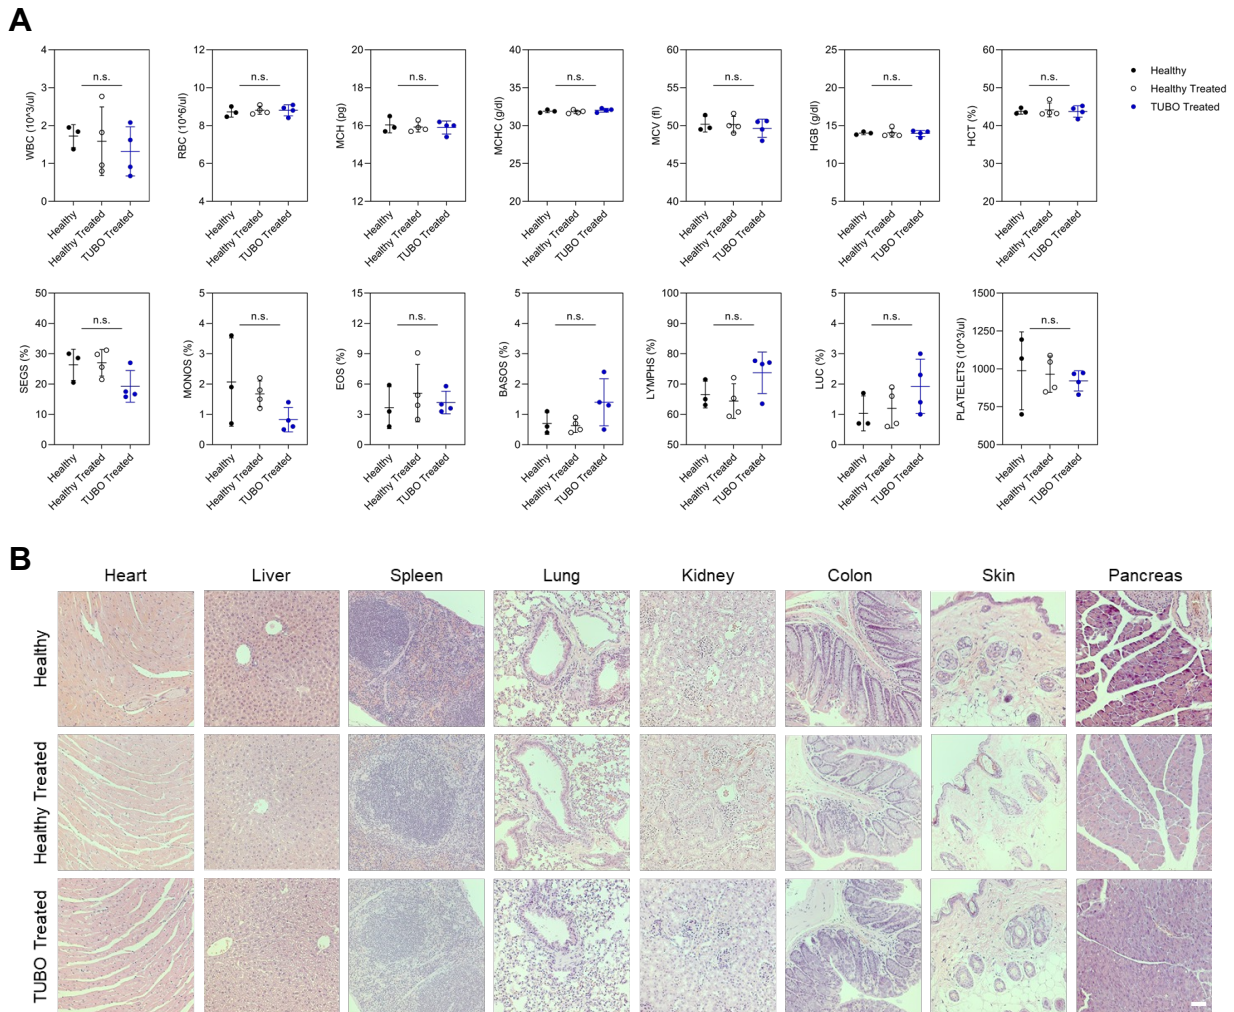 A
WBC (10^3/ul)
4
3
2
1
0
n.s.
Healthy
Healthy Treated
TUBO Treated
RBC (10^6/ul)
12
10
8
6
4
n.s.
Healthy
Healthy Treated
TUBO Treated
MCH (pg)
20
18
16
14
12
n.s.
Healthy
Healthy Treated
TUBO Treated
MCHC (g/dl)
40
35
30
25
20
n.s.
Healthy
Healthy Treated
TUBO Treated
MCV (fl)
60
55
50
45
40
n.s.
Healthy
Healthy Treated
TUBO Treated
HGB (g/dl)
25
20
15
10
5
n.s.
Healthy
Healthy Treated
TUBO Treated
HCT (%)
60
50
40
30
20
n.s.
Healthy
Healthy Treated
TUBO Treated
Healthy
Healthy Treated
TUBO Treated
SEGS (%)
50
40
30
20
10
0
n.s.
Healthy
Healthy Treated
TUBO Treated
MONOS (%)
5
4
3
2
1
0
n.s.
Healthy
Healthy Treated
TUBO Treated
EOS (%)
15
12
9
6
3
0
n.s.
Healthy
Healthy Treated
TUBO Treated
BASOS (%)
5
4
3
2
1
0
n.s.
Healthy
Healthy Treated
TUBO Treated
LYMPHS (%)
100
90
80
70
60
50
n.s.
Healthy
Healthy Treated
TUBO Treated
LUC (%)
5
4
3
2
1
0
n.s.
Healthy
Healthy Treated
TUBO Treated
PLATELETS (10^3/ul)
1500
1250
1000
750
500
n.s.
Healthy
Healthy Treated
TUBO Treated
B
Heart Liver Spleen Lung Kidney Colon Skin Pancreas
Healthy
Healthy Treated
TUBO Treated